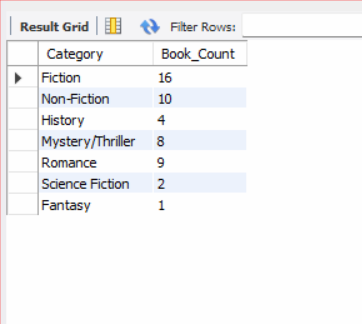 Result Grid Filter Rows:
Category Book_Count
Fiction 16
Non-Fiction 10
History 4
Mystery/Thriller 8
Romance 9
Science Fiction 2
Fantasy 1